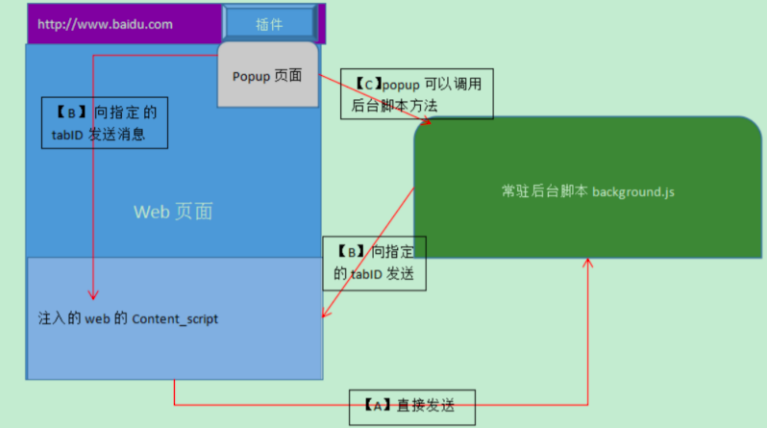 http://www.baidu.com
插件
Popup 页面
【C】popup 可以调用
后台脚本方法
【B】向指定的
tabID 发送消息
常驻后台脚本 background.js
Web 页面
【B】向指定
的 tabID 发送
注入的 web 的 Content_script
【A】直接发送